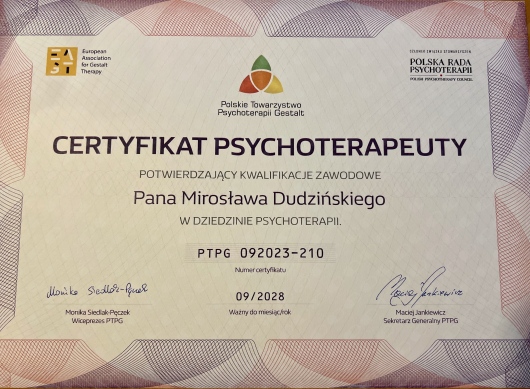 European
Association
for Gestalt
Therapy
CZŁONEK ZWIĄZKU STOWARZYSZEŃ
POLSKA RADA
PSYCHOTERAPII
POLISH PSYCHOTHERAPY COUNCIL
Polskie Towarzystwo
Psychoterapii Gestalt
CERTYFIKAT PSYCHOTERAPEUTY
POTWIERDZAJĄCY KWALIFIKACJE ZAWODOWE
Pana Mirosława Dudzińskiego
W DZIEDZINIE PSYCHOTERAPII.
PTPG 092023-210
Numer certyfikatu
Monika Siedlak-Pęczek
Monika Siedlak-Pęczek
Wiceprezes PTPG
09/2028
Ważny do miesiąc/rok
Maciej Jankiewicz
Maciej Jankiewicz
Sekretarz Generalny PTPG